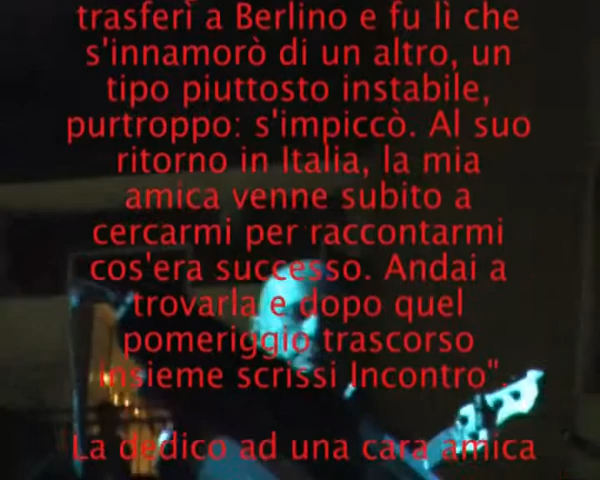 trasferì a Berlino e fu lì che
s'innamorò di un altro, un
tipo piuttosto instabile,
purtroppo: s'impiccò. Al suo
ritorno in Italia, la mia
amica venne subito a
cercarmi per raccontarmi
cos'era successo. Andai a
trovarla e dopo quel
pomeriggio trascorso
insieme scrissi Incontro".
La dedico ad una cara amica